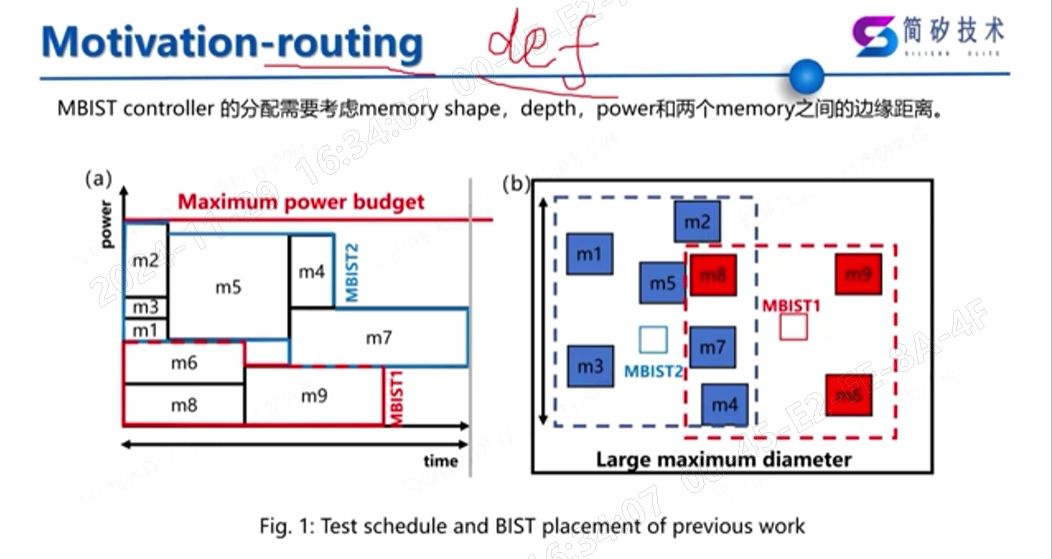 Motivation-routing
def
简矽技术
SILICON ELITE
MBIST controller 的分配需要考虑memory shape，depth，power和两个memory之间的边缘距离。
(a)
Maximum power budget
power
m2
m3
m1
m5
m4
MBIST2
m7
m6
m8
m9
MBIST1
time
(b)
m2
m1
m5
m8
m9
MBIST1
m7
MBIST2
m3
m4
m6
Large maximum diameter
Fig. 1: Test schedule and BIST placement of previous work
2024-11-29 16:34:07